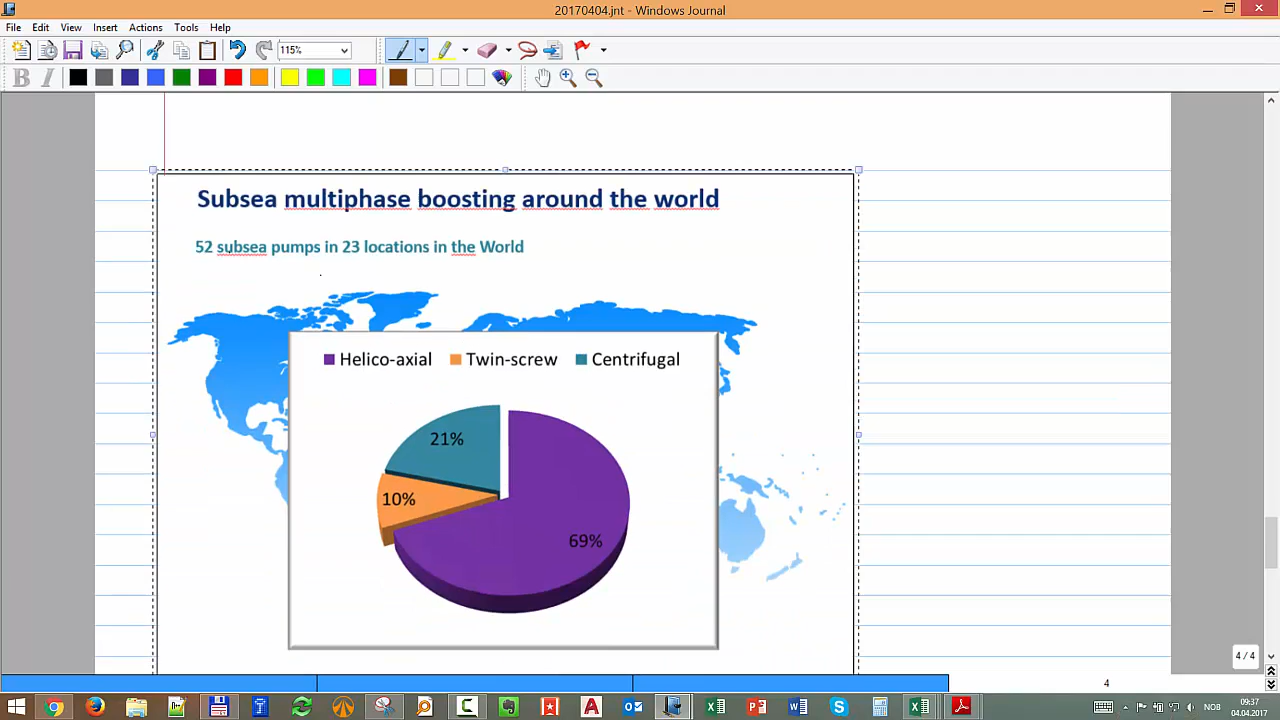 20170404.jnt - Windows Journal
File Edit View Insert Actions Tools Help
115%
B I
Subsea multiphase boosting around the world
52 subsea pumps in 23 locations in the World
Helico-axial Twin-screw Centrifugal
21%
10%
69%
4 / 4
4
NOB
09:37
04.04.2017